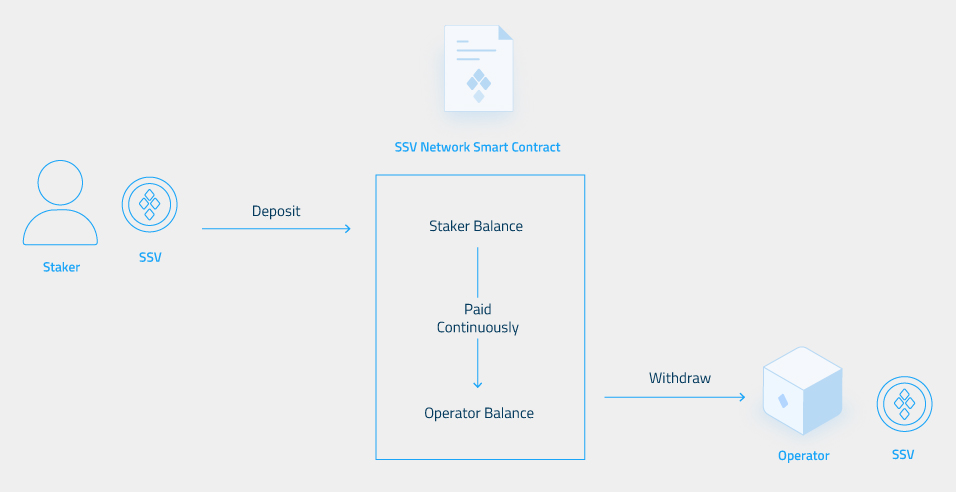 SSV Network Smart Contract
Staker
SSV
Deposit
Staker Balance
Paid
Continuously
Operator Balance
Withdraw
Operator
SSV